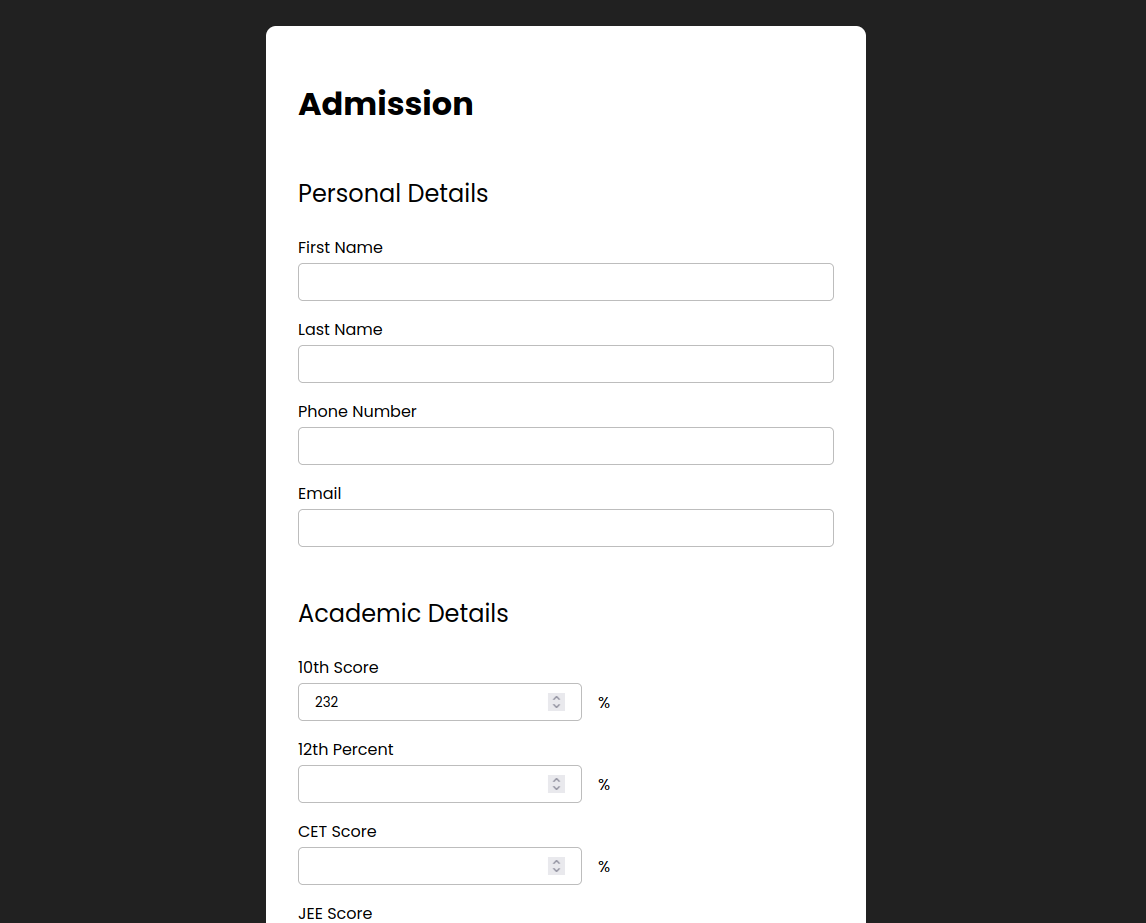 Admission
Personal Details
First Name
Last Name
Phone Number
Email
Academic Details
10th Score
232 %
12th Percent
%
CET Score
%
JEE Score